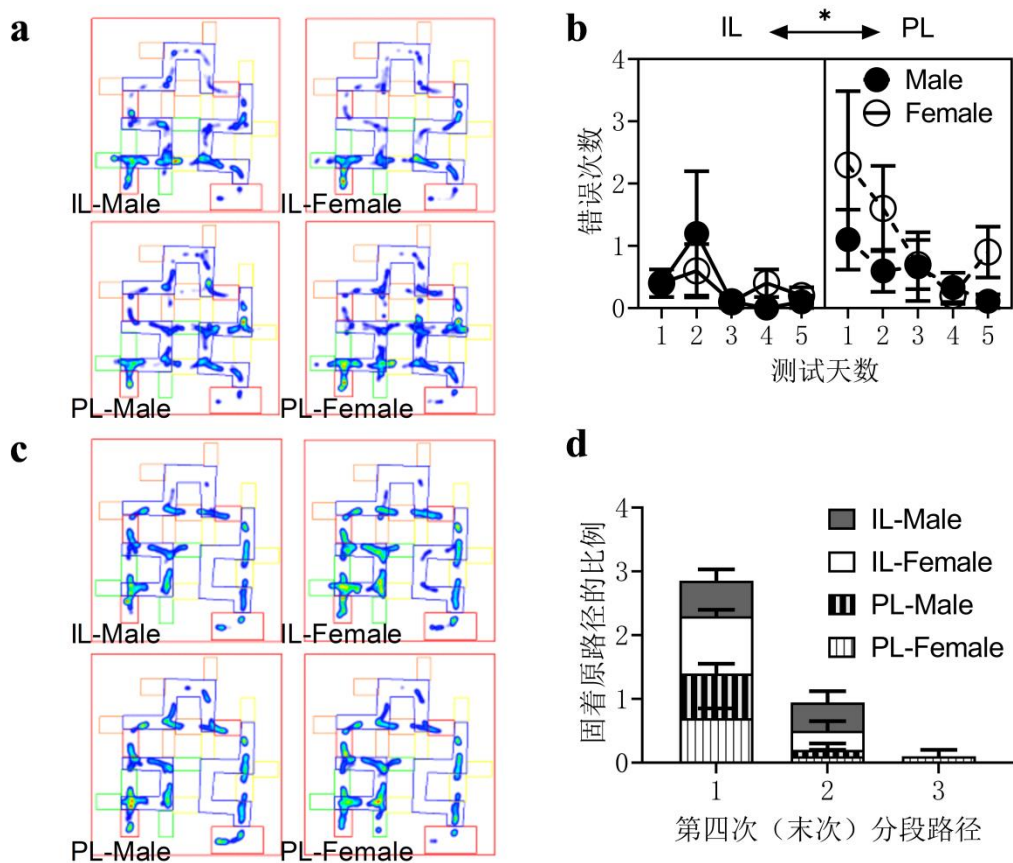 a
IL-Male
IL-Female
PL-Male
PL-Female
b
IL * PL
Male
Female
错误次数
4
3
2
1
0
1 2 3 4 5 1 2 3 4 5
测试天数
c
IL-Male
IL-Female
PL-Male
PL-Female
d
IL-Male
IL-Female
PL-Male
PL-Female
固着原路径的比例
4
3
2
1
0
1 2 3
第四次（末次）分段路径